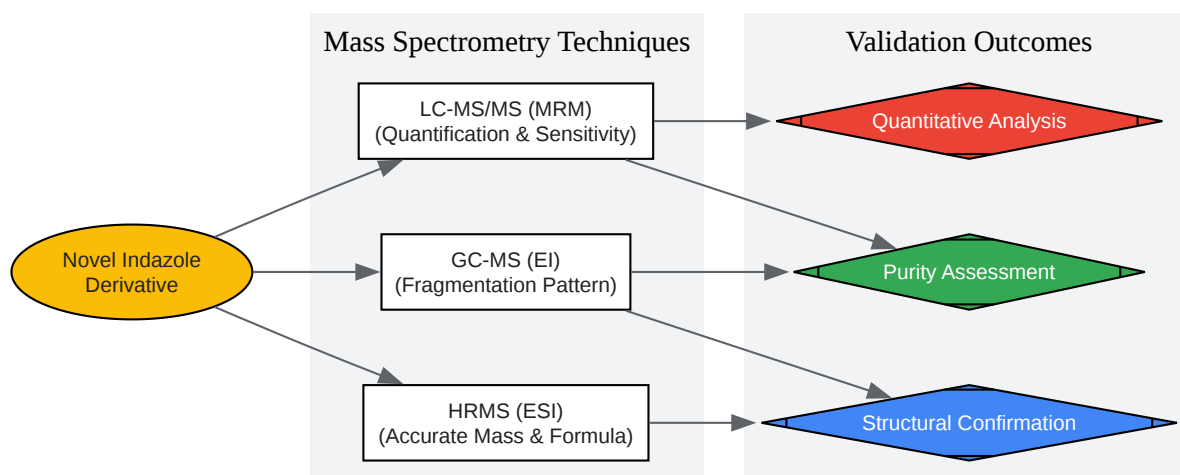 Mass Spectrometry Techniques
Validation Outcomes
LC-MS/MS (MRM)
(Quantification & Sensitivity)
Quantitative Analysis
Novel Indazole
Derivative
GC-MS (EI)
(Fragmentation Pattern)
Purity Assessment
HRMS (ESI)
(Accurate Mass & Formula)
Structural Confirmation